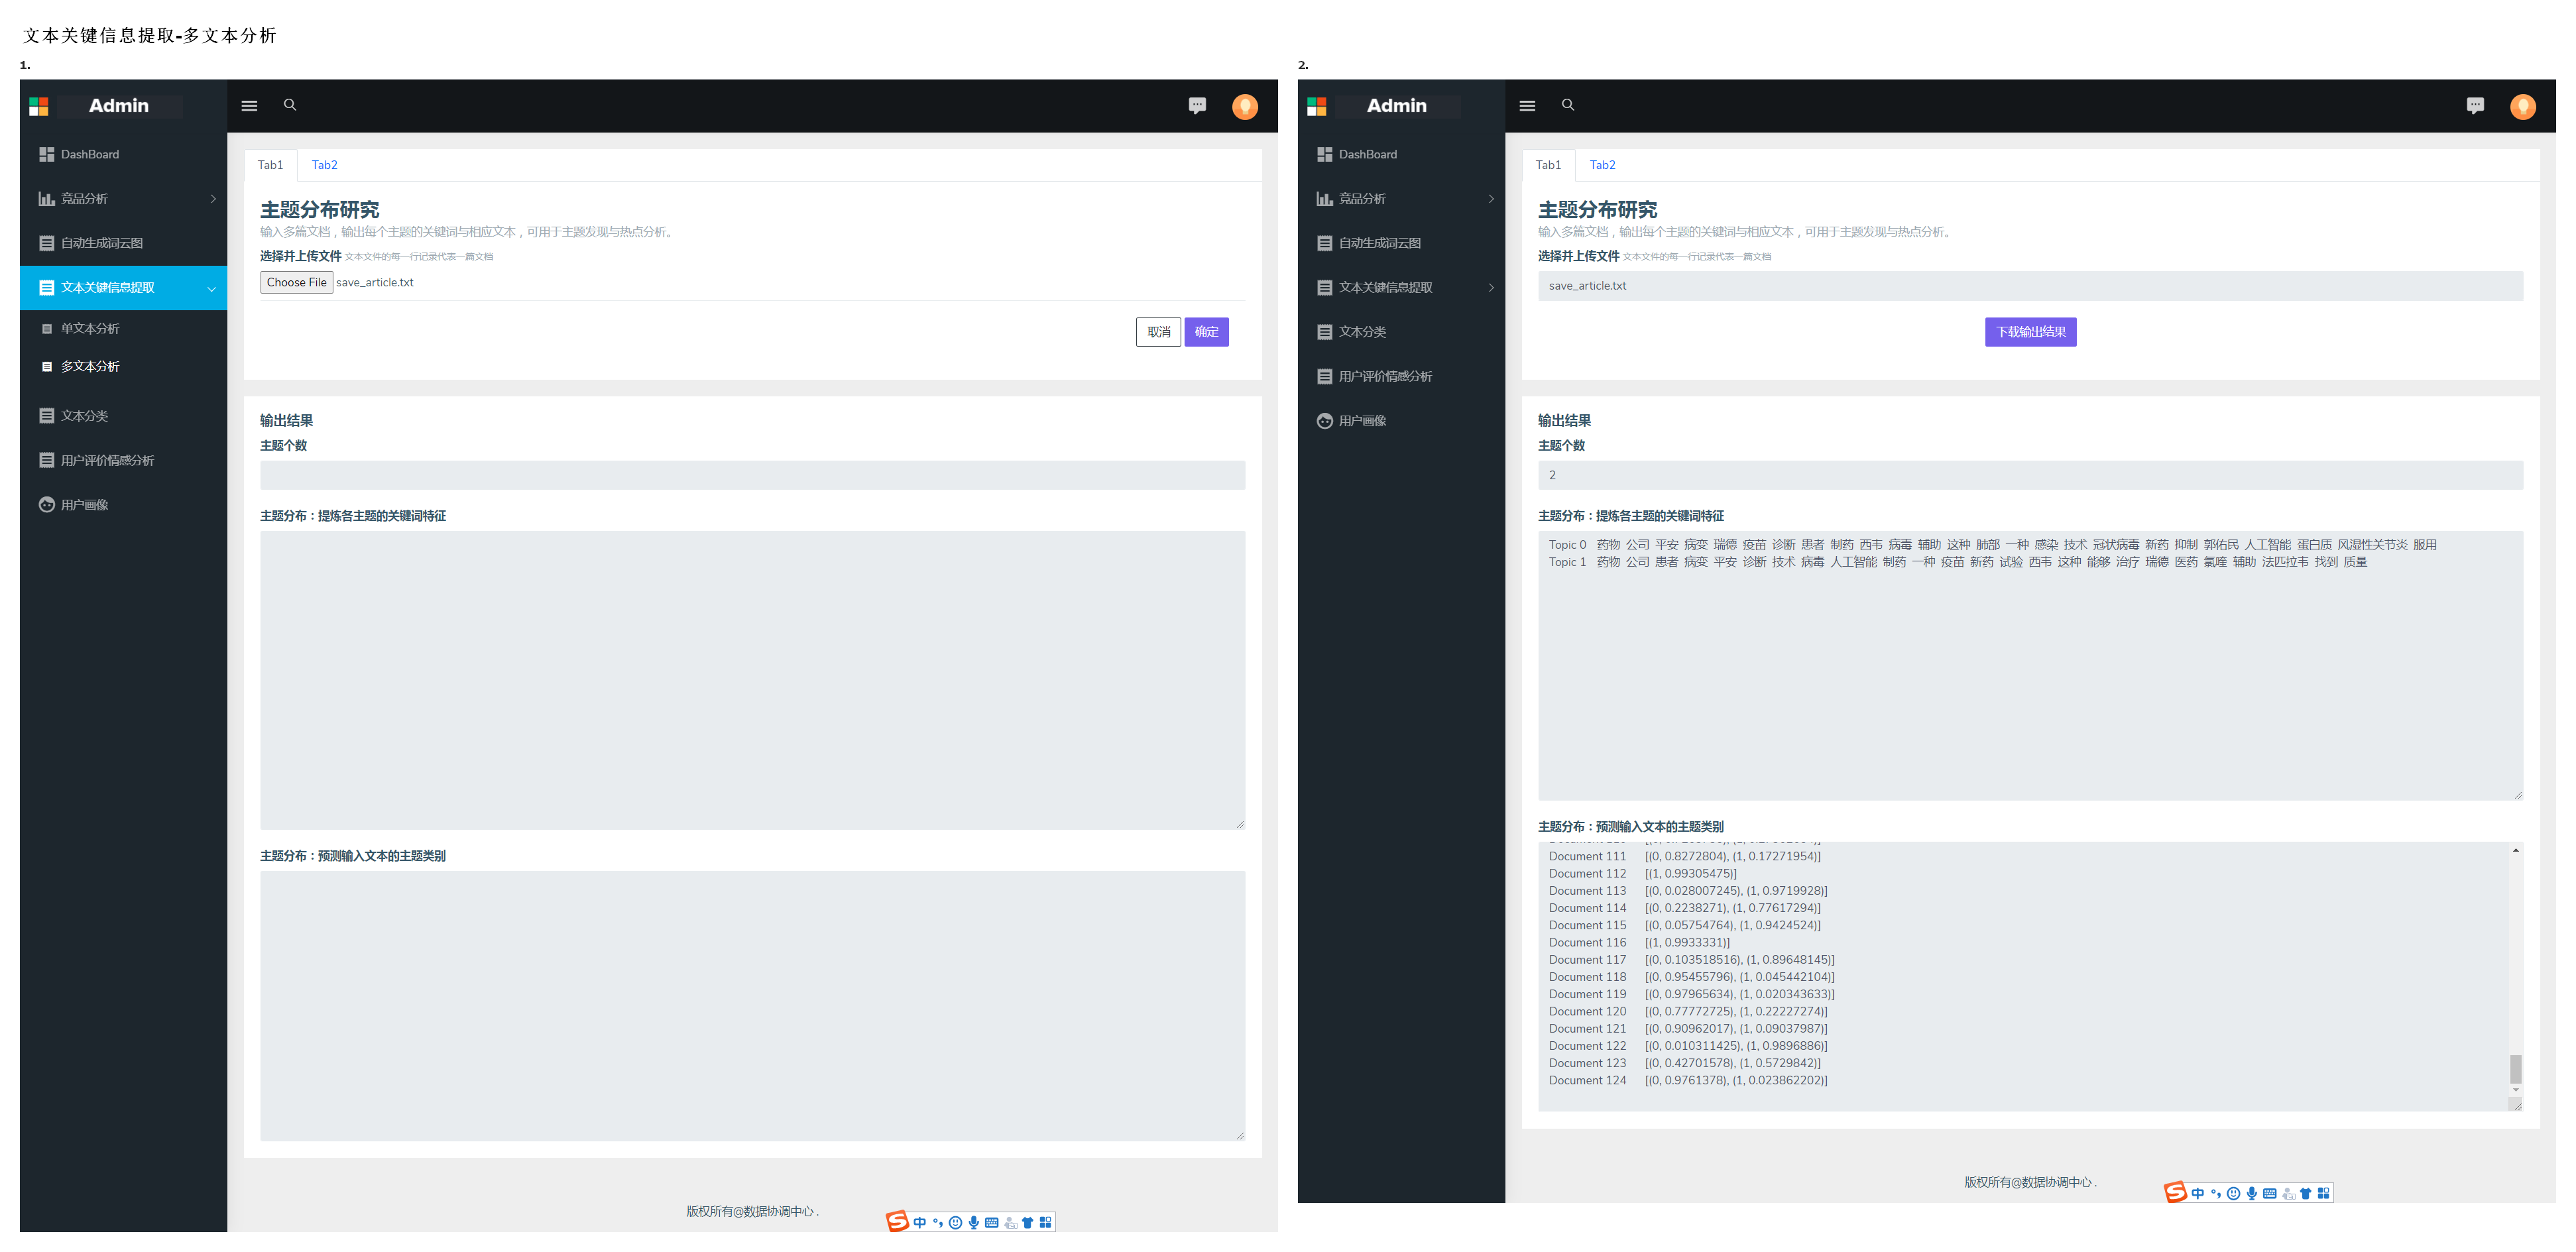 文本关键信息提取-多文本分析
1.
Admin
DashBoard
竞品分析
自动生成词云图
文本关键信息提取
单文本分析
多文本分析
文本分类
用户评价情感分析
用户画像
Tab1 Tab2
主题分布研究
输入多篇文档，输出每个主题的关键词与相应文本，可用于主题发现与热点分析。
选择并上传文件 文本文件的每一行记录代表一篇文档
Choose File save_article.txt
取消 确定
输出结果
主题个数
主题分布：提炼各主题的关键词特征
主题分布：预测输入文本的主题类别
版权所有@数据协调中心 .
S 中
2.
Admin
DashBoard
竞品分析
自动生成词云图
文本关键信息提取
文本分类
用户评价情感分析
用户画像
Tab1 Tab2
主题分布研究
输入多篇文档，输出每个主题的关键词与相应文本，可用于主题发现与热点分析。
选择并上传文件 文本文件的每一行记录代表一篇文档
save_article.txt
下载输出结果
输出结果
主题个数
2
主题分布：提炼各主题的关键词特征
Topic 0 药物 公司 平安 病变 瑞德 疫苗 诊断 患者 制药 西韦 病毒 辅助 这种 肺部 一种 感染 技术 冠状病毒 新药 抑制 郭佑民 人工智能 蛋白质 风湿性关节炎 服用
Topic 1 药物 公司 患者 病变 平安 诊断 技术 病毒 人工智能 制药 一种 疫苗 新药 试验 西韦 这种 能够 治疗 瑞德 医药 氯喹 辅助 法匹拉韦 找到 质量
主题分布：预测输入文本的主题类别
Document 111 [(0, 0.8272804), (1, 0.17271954)]
Document 112 [(1, 0.99305475)]
Document 113 [(0, 0.028007245), (1, 0.9719928)]
Document 114 [(0, 0.2238271), (1, 0.77617294)]
Document 115 [(0, 0.05754764), (1, 0.9424524)]
Document 116 [(1, 0.9933331)]
Document 117 [(0, 0.103518516), (1, 0.89648145)]
Document 118 [(0, 0.95455796), (1, 0.045442104)]
Document 119 [(0, 0.97965634), (1, 0.020343633)]
Document 120 [(0, 0.77772725), (1, 0.22227274)]
Document 121 [(0, 0.90962017), (1, 0.09037987)]
Document 122 [(0, 0.010311425), (1, 0.9896886)]
Document 123 [(0, 0.42701578), (1, 0.5729842)]
Document 124 [(0, 0.9761378), (1, 0.023862202)]
版权所有@数据协调中心 .
S 中